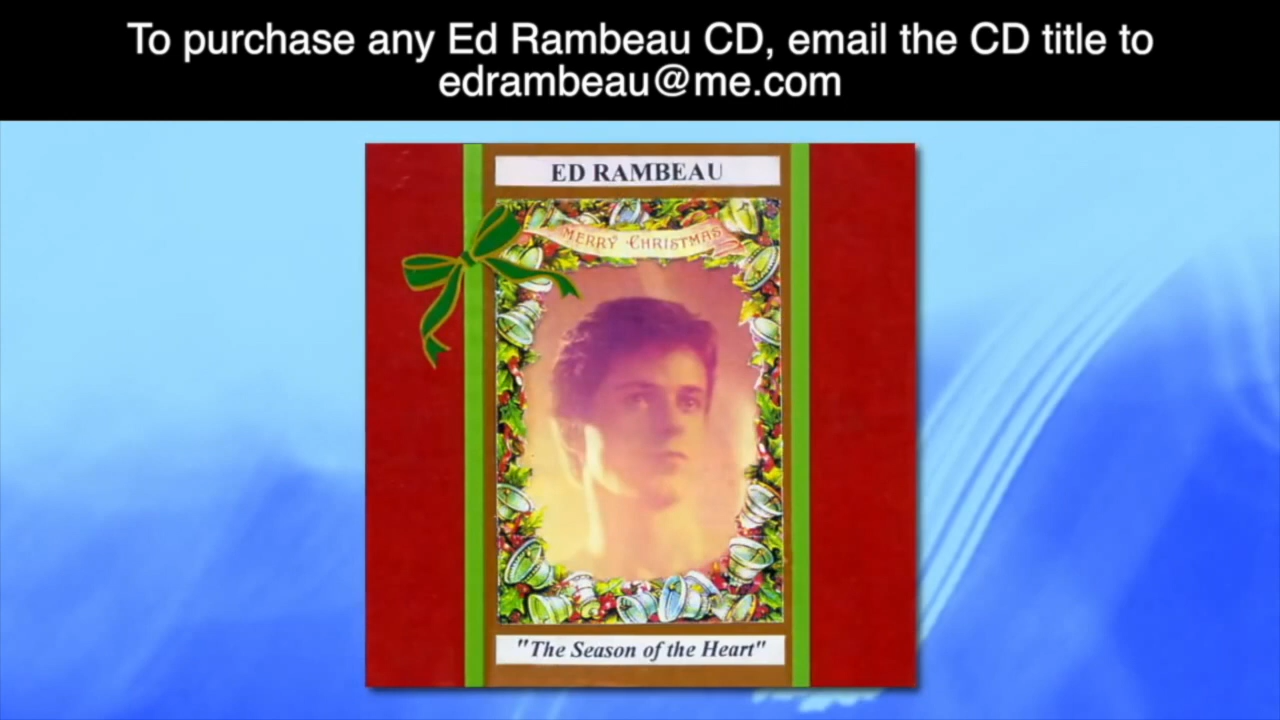 To purchase any Ed Rambeau CD, email the CD title to
edrambeau@me.com
ED RAMBEAU
MERRY CHRISTMAS
"The Season of the Heart"